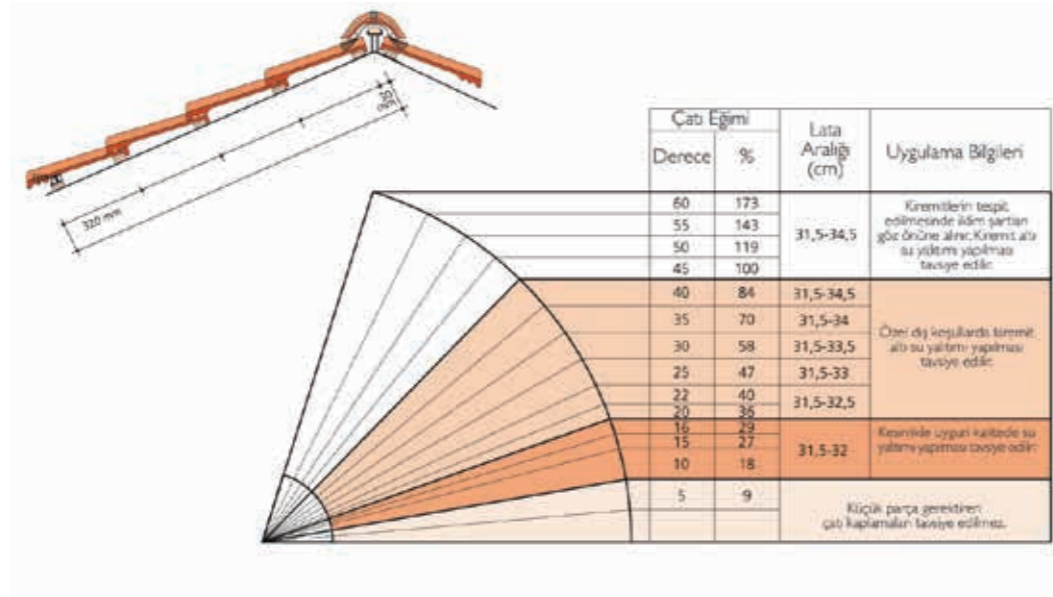 320 mm
Çatı Eğimi
Lata
Aralığı
(cm)
Uygulama Bilgileri
Derece
%
60 173
55 143
50 119
45 100
31,5-34,5
Kiremitlerin tespit
edilmesinde iklim şartları
göz önüne alınır. Kiremit altı
su yalıtımı yapılması
tavsiye edilir.
40 84 31,5-34,5
35 70 31,5-34
30 58 31,5-33,5
25 47 31,5-33
22 40
20 36
31,5-32,5
Özel dış koşullarda kiremit
altı su yalıtımı yapılması
tavsiye edilir.
16 29
15 27
10 18
31,5-32
Kesinlikle uygun kalitede su
yalıtımı yapılması tavsiye edilir.
5 9
Küçük parça gerektiren
çatı kaplamaları tavsiye edilmez.